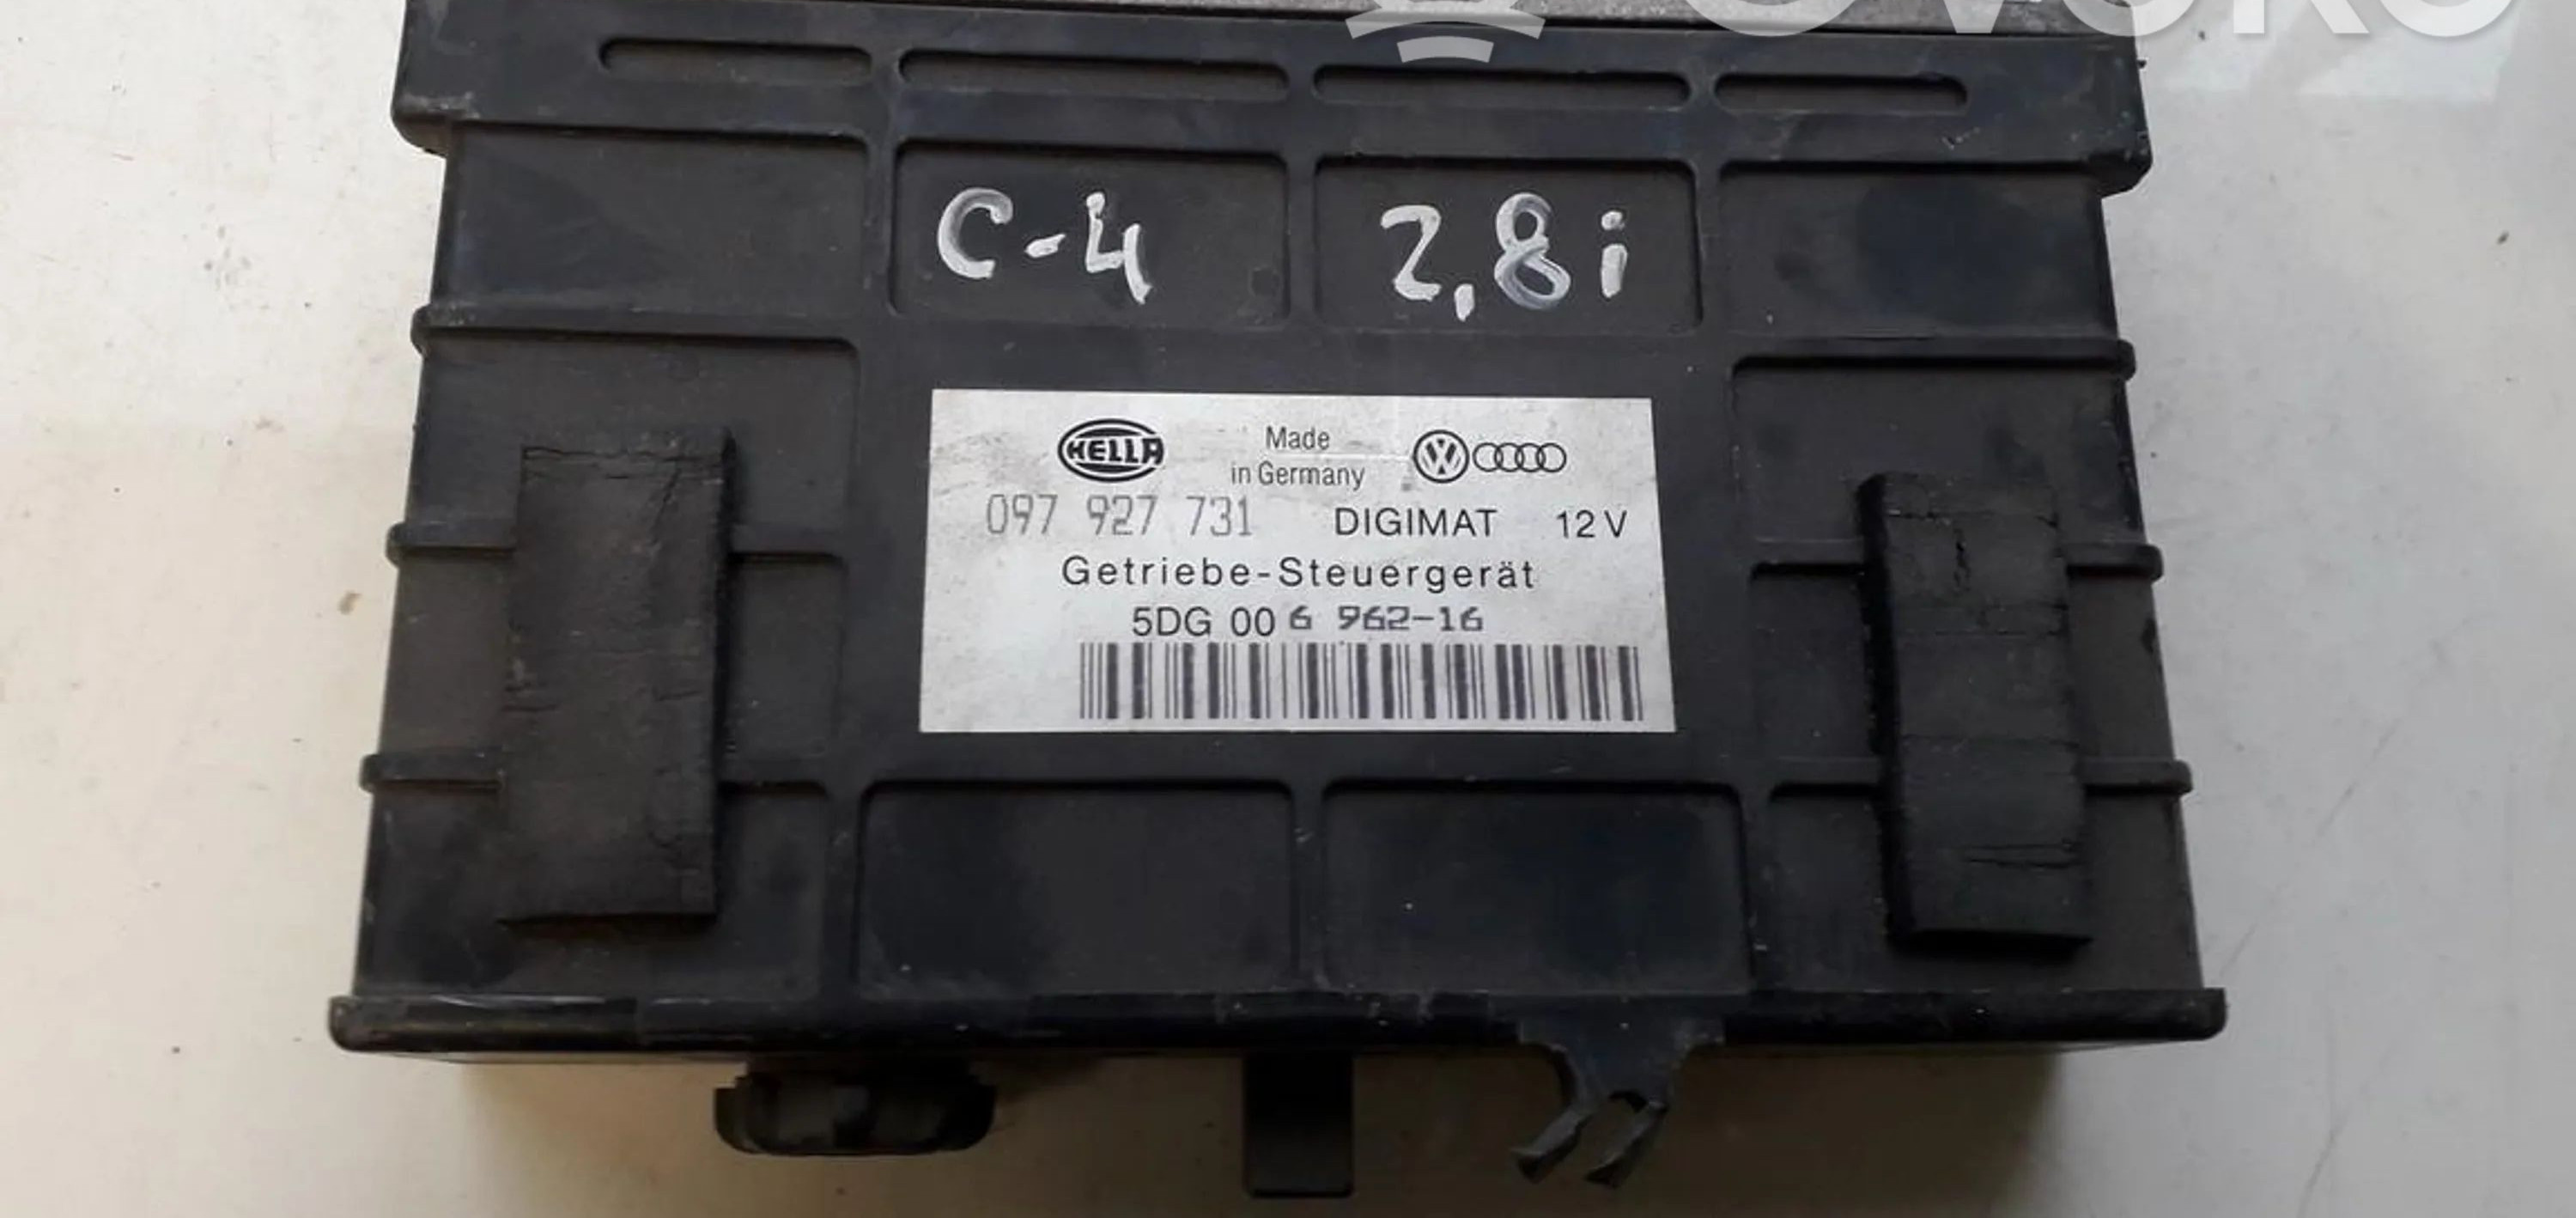 C-4 2,8i
HELLA Made in Germany
097 927 731 DIGIMAT 12V
Getriebe-Steuergerät
5DG 006 962-16